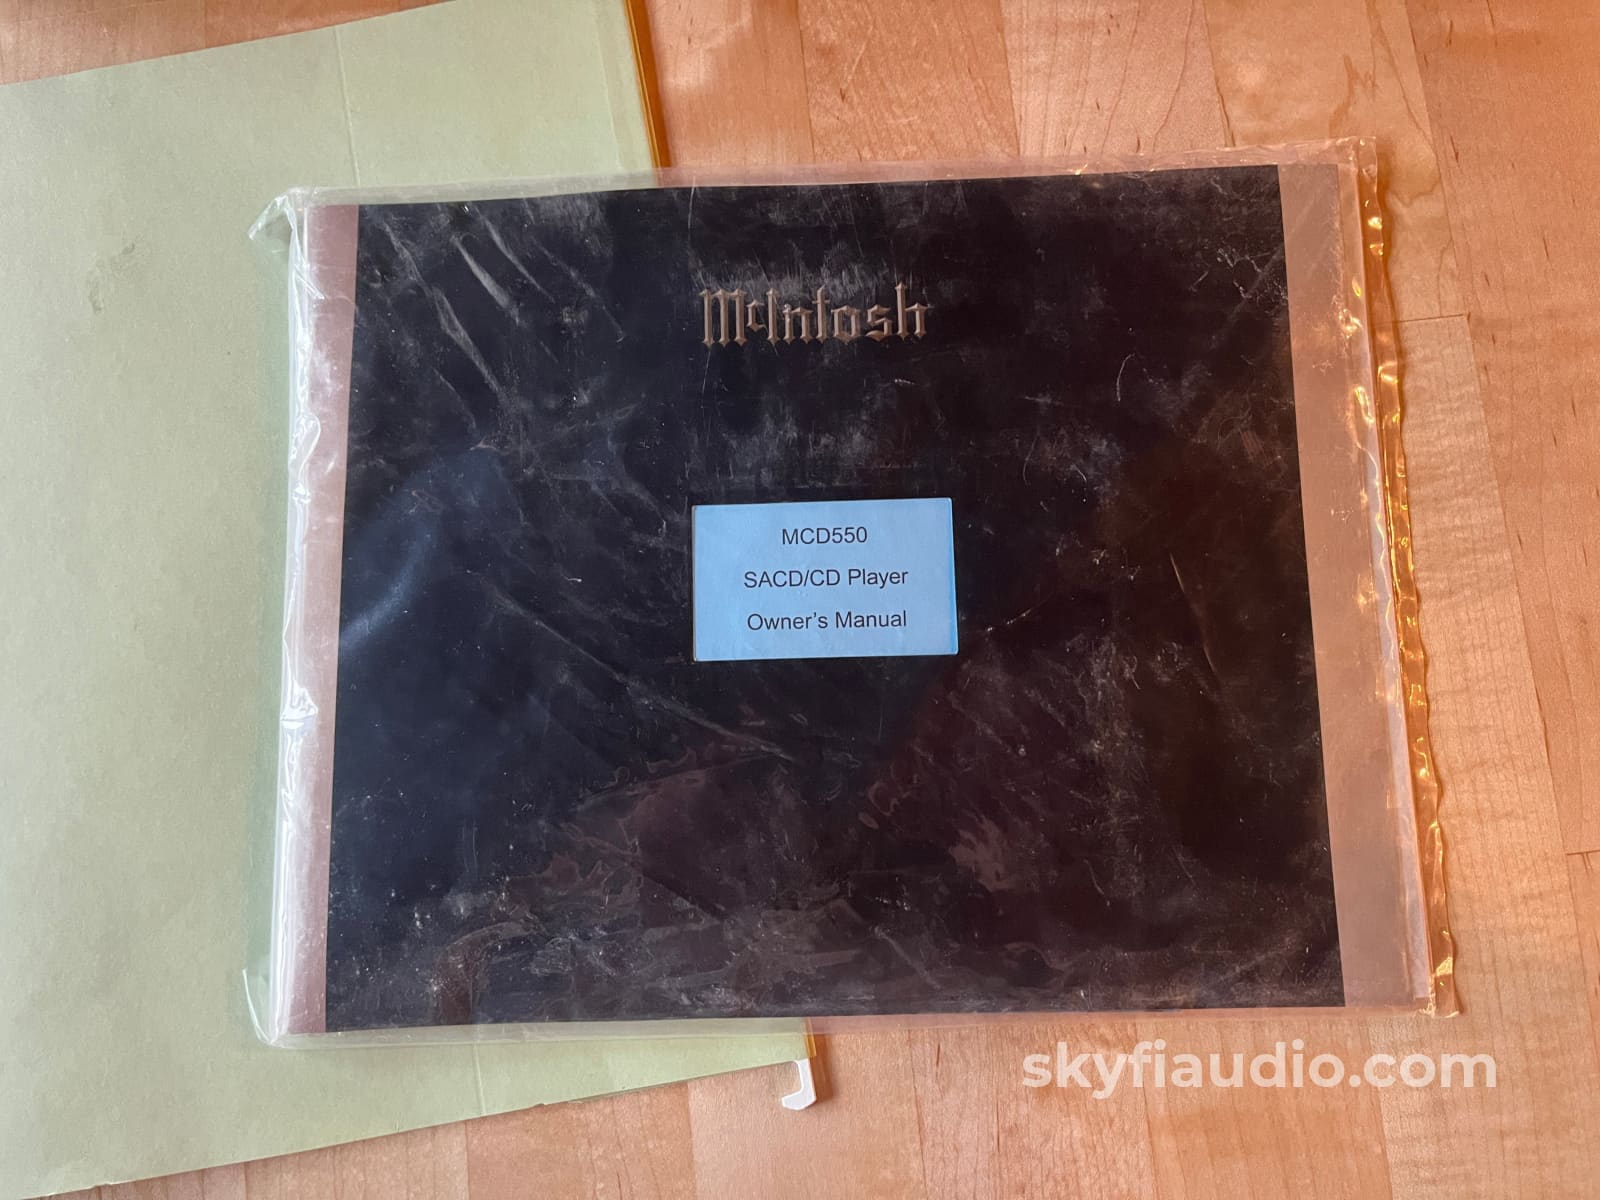 McIntosh
MCD550
SACD/CD Player
Owner's Manual
skyfiaudio.com